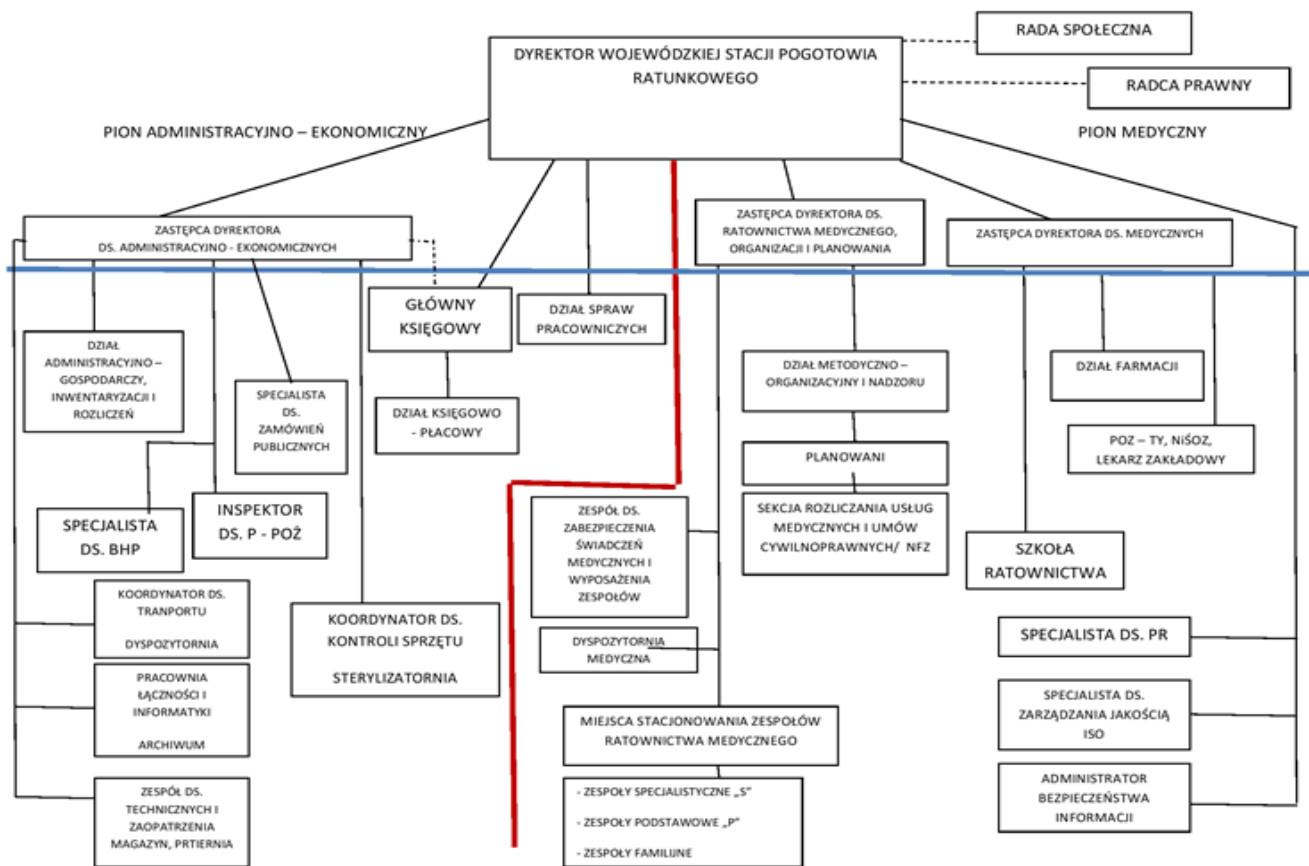 RADA SPOŁECZNA
DYREKTOR WOJEWÓDZKIEJ STACJI POGOTOWIA
RATUNKOWEGO
RADCA PRAWNY
PION ADMINISTRACYJNO – EKONOMICZNY
PION MEDYCZNY
ZASTĘPCA DYREKTORA
DS. ADMINISTRACYJNO - EKONOMICZNYCH
ZASTĘPCA DYREKTORA DS.
RATOWNICTWA MEDYCZNEGO,
ORGANIZACJI I PLANOWANIA
ZASTĘPCA DYREKTORA DS. MEDYCZNYCH
GŁÓWNY
KSIĘGOWY
DZIAŁ SPRAW
PRACOWNICZYCH
DZIAŁ
ADMINISTRACYJNO –
GOSPODARCZY,
INWENTARYZACJI I
ROZLICZEŃ
SPECJALISTA
DS.
ZAMÓWIEŃ
PUBLICZNYCH
DZIAŁ KSIĘGOWO
- PŁACOWY
DZIAŁ METODYCZNO –
ORGANIZACYJNY I NADZORU
DZIAŁ FARMACJI
PLANOWANI
POZ – TY, NiŚOZ,
LEKARZ ZAKŁADOWY
SPECJALISTA
DS. BHP
INSPEKTOR
DS. P - POŻ
ZESPÓŁ DS.
ZABEZPIECZENIA
ŚWIADCZEŃ
MEDYCZNYCH I
WYPOSAŻENIA
ZESPOŁÓW
SEKCJA ROZLICZANIA USŁUG
MEDYCZNYCH I UMÓW
CYWILNOPRAWNYCH/ NFZ
SZKOŁA
RATOWNICTWA
KOORDYNATOR DS.
TRANPORTU
DYSPOZYTORNIA
KOORDYNATOR DS.
KONTROLI SPRZĘTU
STERYLIZATORNIA
DYSPOZYTORNIA
MEDYCZNA
SPECJALISTA DS. PR
PRACOWNIA
ŁĄCZNOŚCI I
INFORMATYKI
ARCHIWUM
MIEJSCA STACJONOWANIA ZESPOŁÓW
RATOWNICTWA MEDYCZNEGO
SPECJALISTA DS.
ZARZĄDZANIA JAKOŚCIĄ
ISO
ZESPÓŁ DS.
TECHNICZNYCH I
ZAOPATRZENIA
MAGAZYN, PRTIERNIA
- ZESPOŁY SPECJALISTYCZNE „S"
- ZESPOŁY PODSTAWOWE „P"
- ZESPOŁY FAMILIJNE
ADMINISTRATOR
BEZPIECZEŃSTWA
INFORMACJI